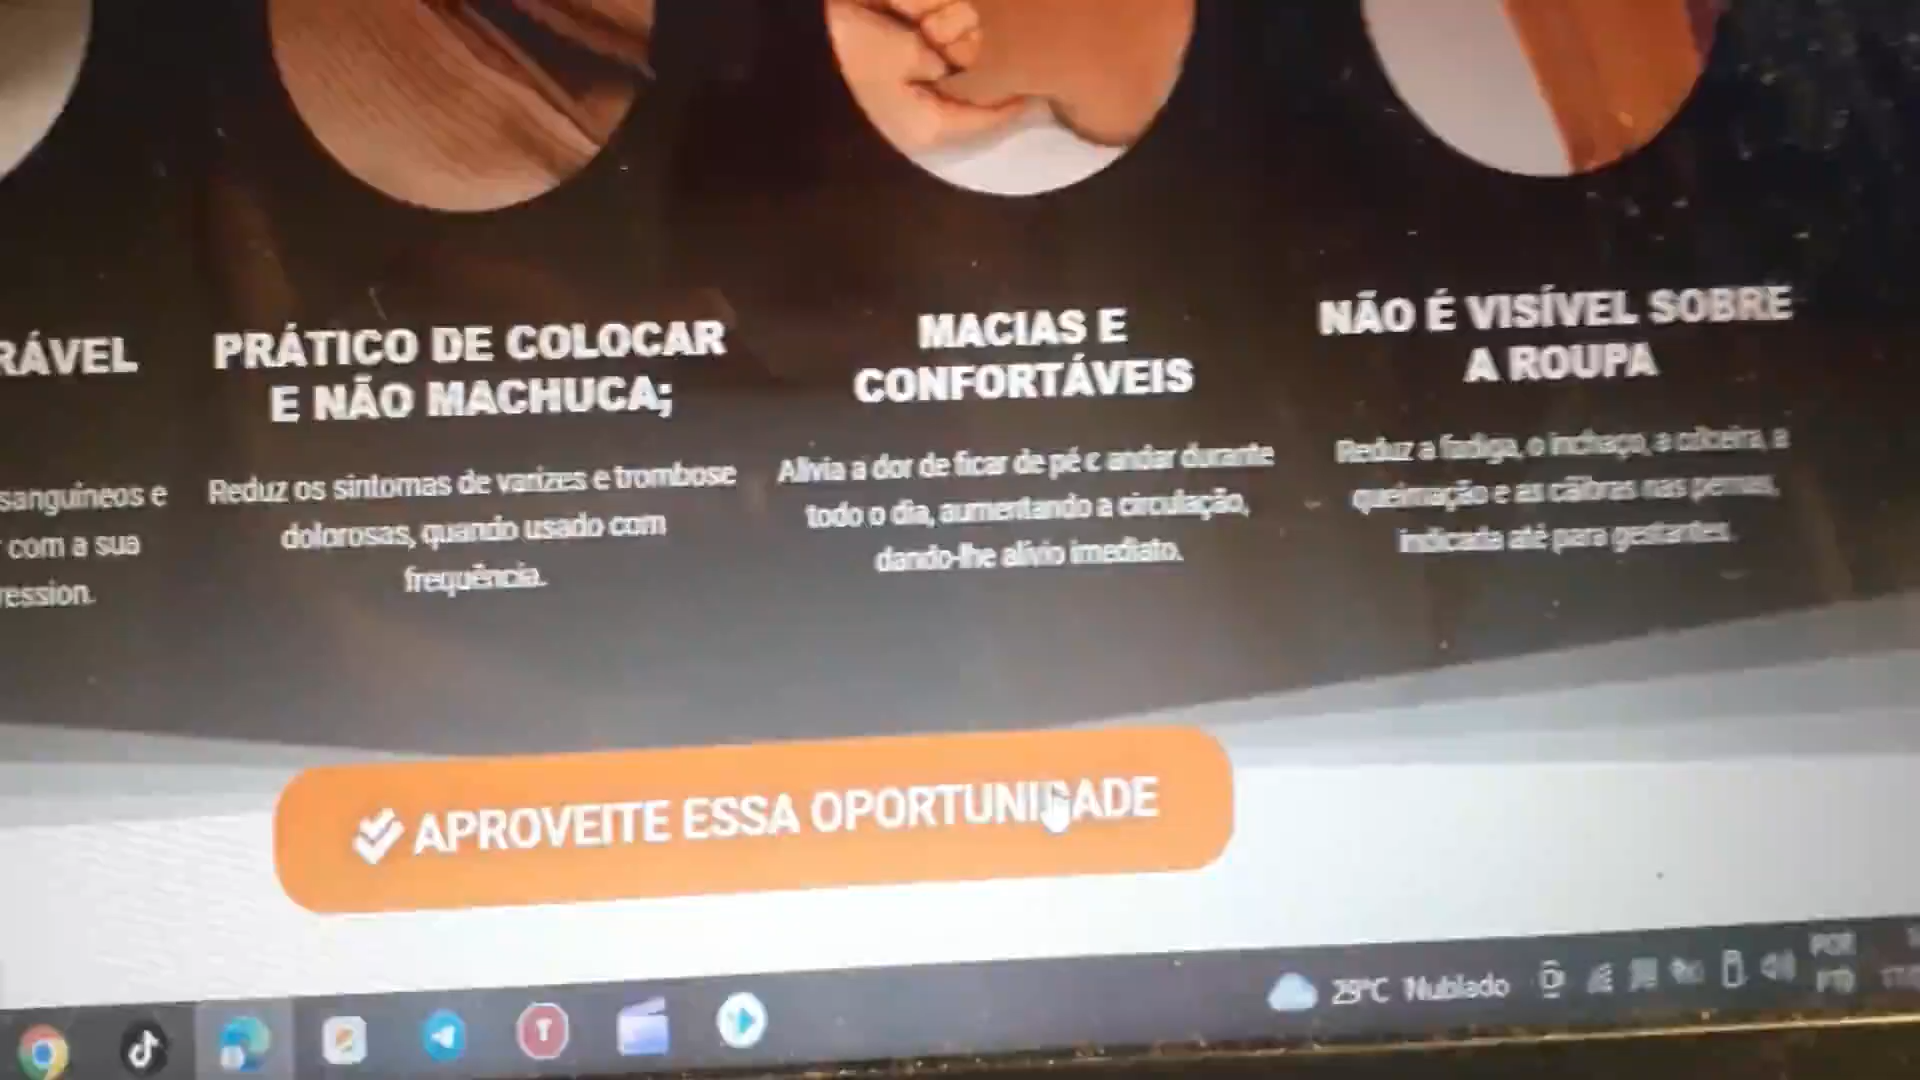 RÁVEL
sanguíneos e
com a sua
ression.
PRÁTICO DE COLOCAR
E NÃO MACHUCA;
Reduz os sintomas de varizes e trombose
dolorosas, quando usado com
frequência.
MACIAS E
CONFORTÁVEIS
Alivia a dor de ficar de pé e andar durante
todo o dia, aumentando a circulação,
dando-lhe alívio imediato.
NÃO É VISÍVEL SOBRE
A ROUPA
Reduz a fadiga, o inchaço, a coceira, a
queimação e as cãibras nas pernas,
indicada até para gestantes.
APROVEITE ESSA OPORTUNIDADE
29°C Nublado
POR